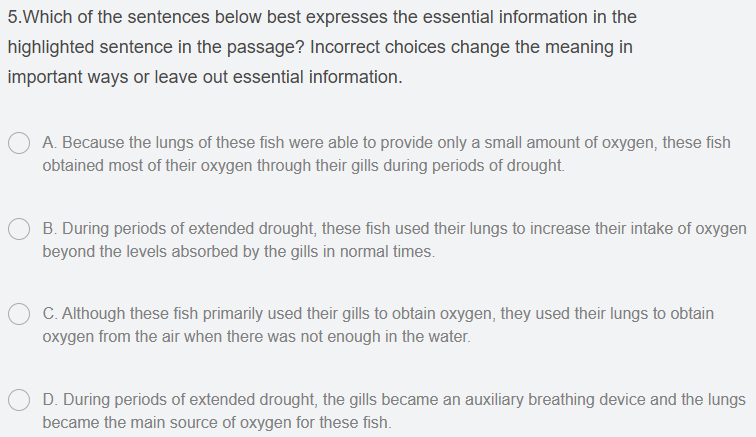 5.Which of the sentences below best expresses the essential information in the
highlighted sentence in the passage? Incorrect choices change the meaning in
important ways or leave out essential information.
A. Because the lungs of these fish were able to provide only a small amount of oxygen, these fish
obtained most of their oxygen through their gills during periods of drought.
B. During periods of extended drought, these fish used their lungs to increase their intake of oxygen
beyond the levels absorbed by the gills in normal times.
C. Although these fish primarily used their gills to obtain oxygen, they used their lungs to obtain
oxygen from the air when there was not enough in the water.
D. During periods of extended drought, the gills became an auxiliary breathing device and the lungs
became the main source of oxygen for these fish.